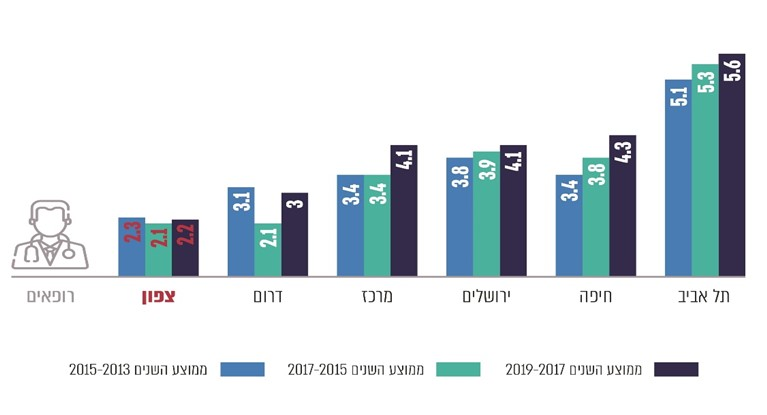 2.3
2.1
2.2
3.1
2.1
3
3.4
3.4
4.1
3.8
3.9
4.1
3.4
3.8
4.3
5.1
5.3
5.6
רופאים
צפון
דרום
מרכז
ירושלים
חיפה
תל אביב
ממוצע השנים 2015-2013
ממוצע השנים 2017-2015
ממוצע השנים 2019-2017